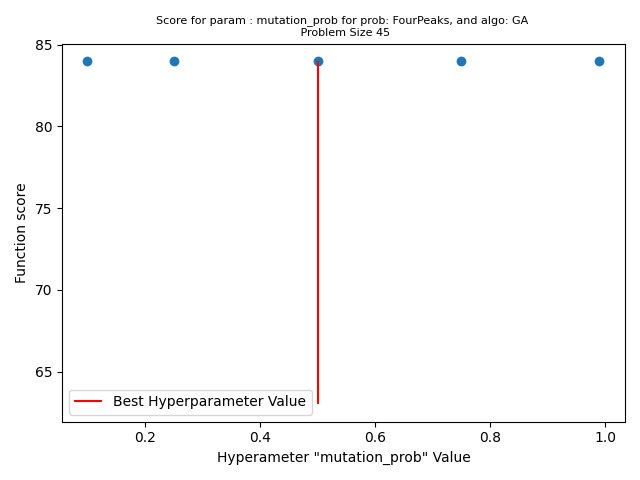 Score for param : mutation_prob for prob: FourPeaks, and algo: GA
Problem Size 45
85
80
75
70
65
Function score
Best Hyperparameter Value
0.2 0.4 0.6 0.8 1.0
Hyperameter "mutation_prob" Value